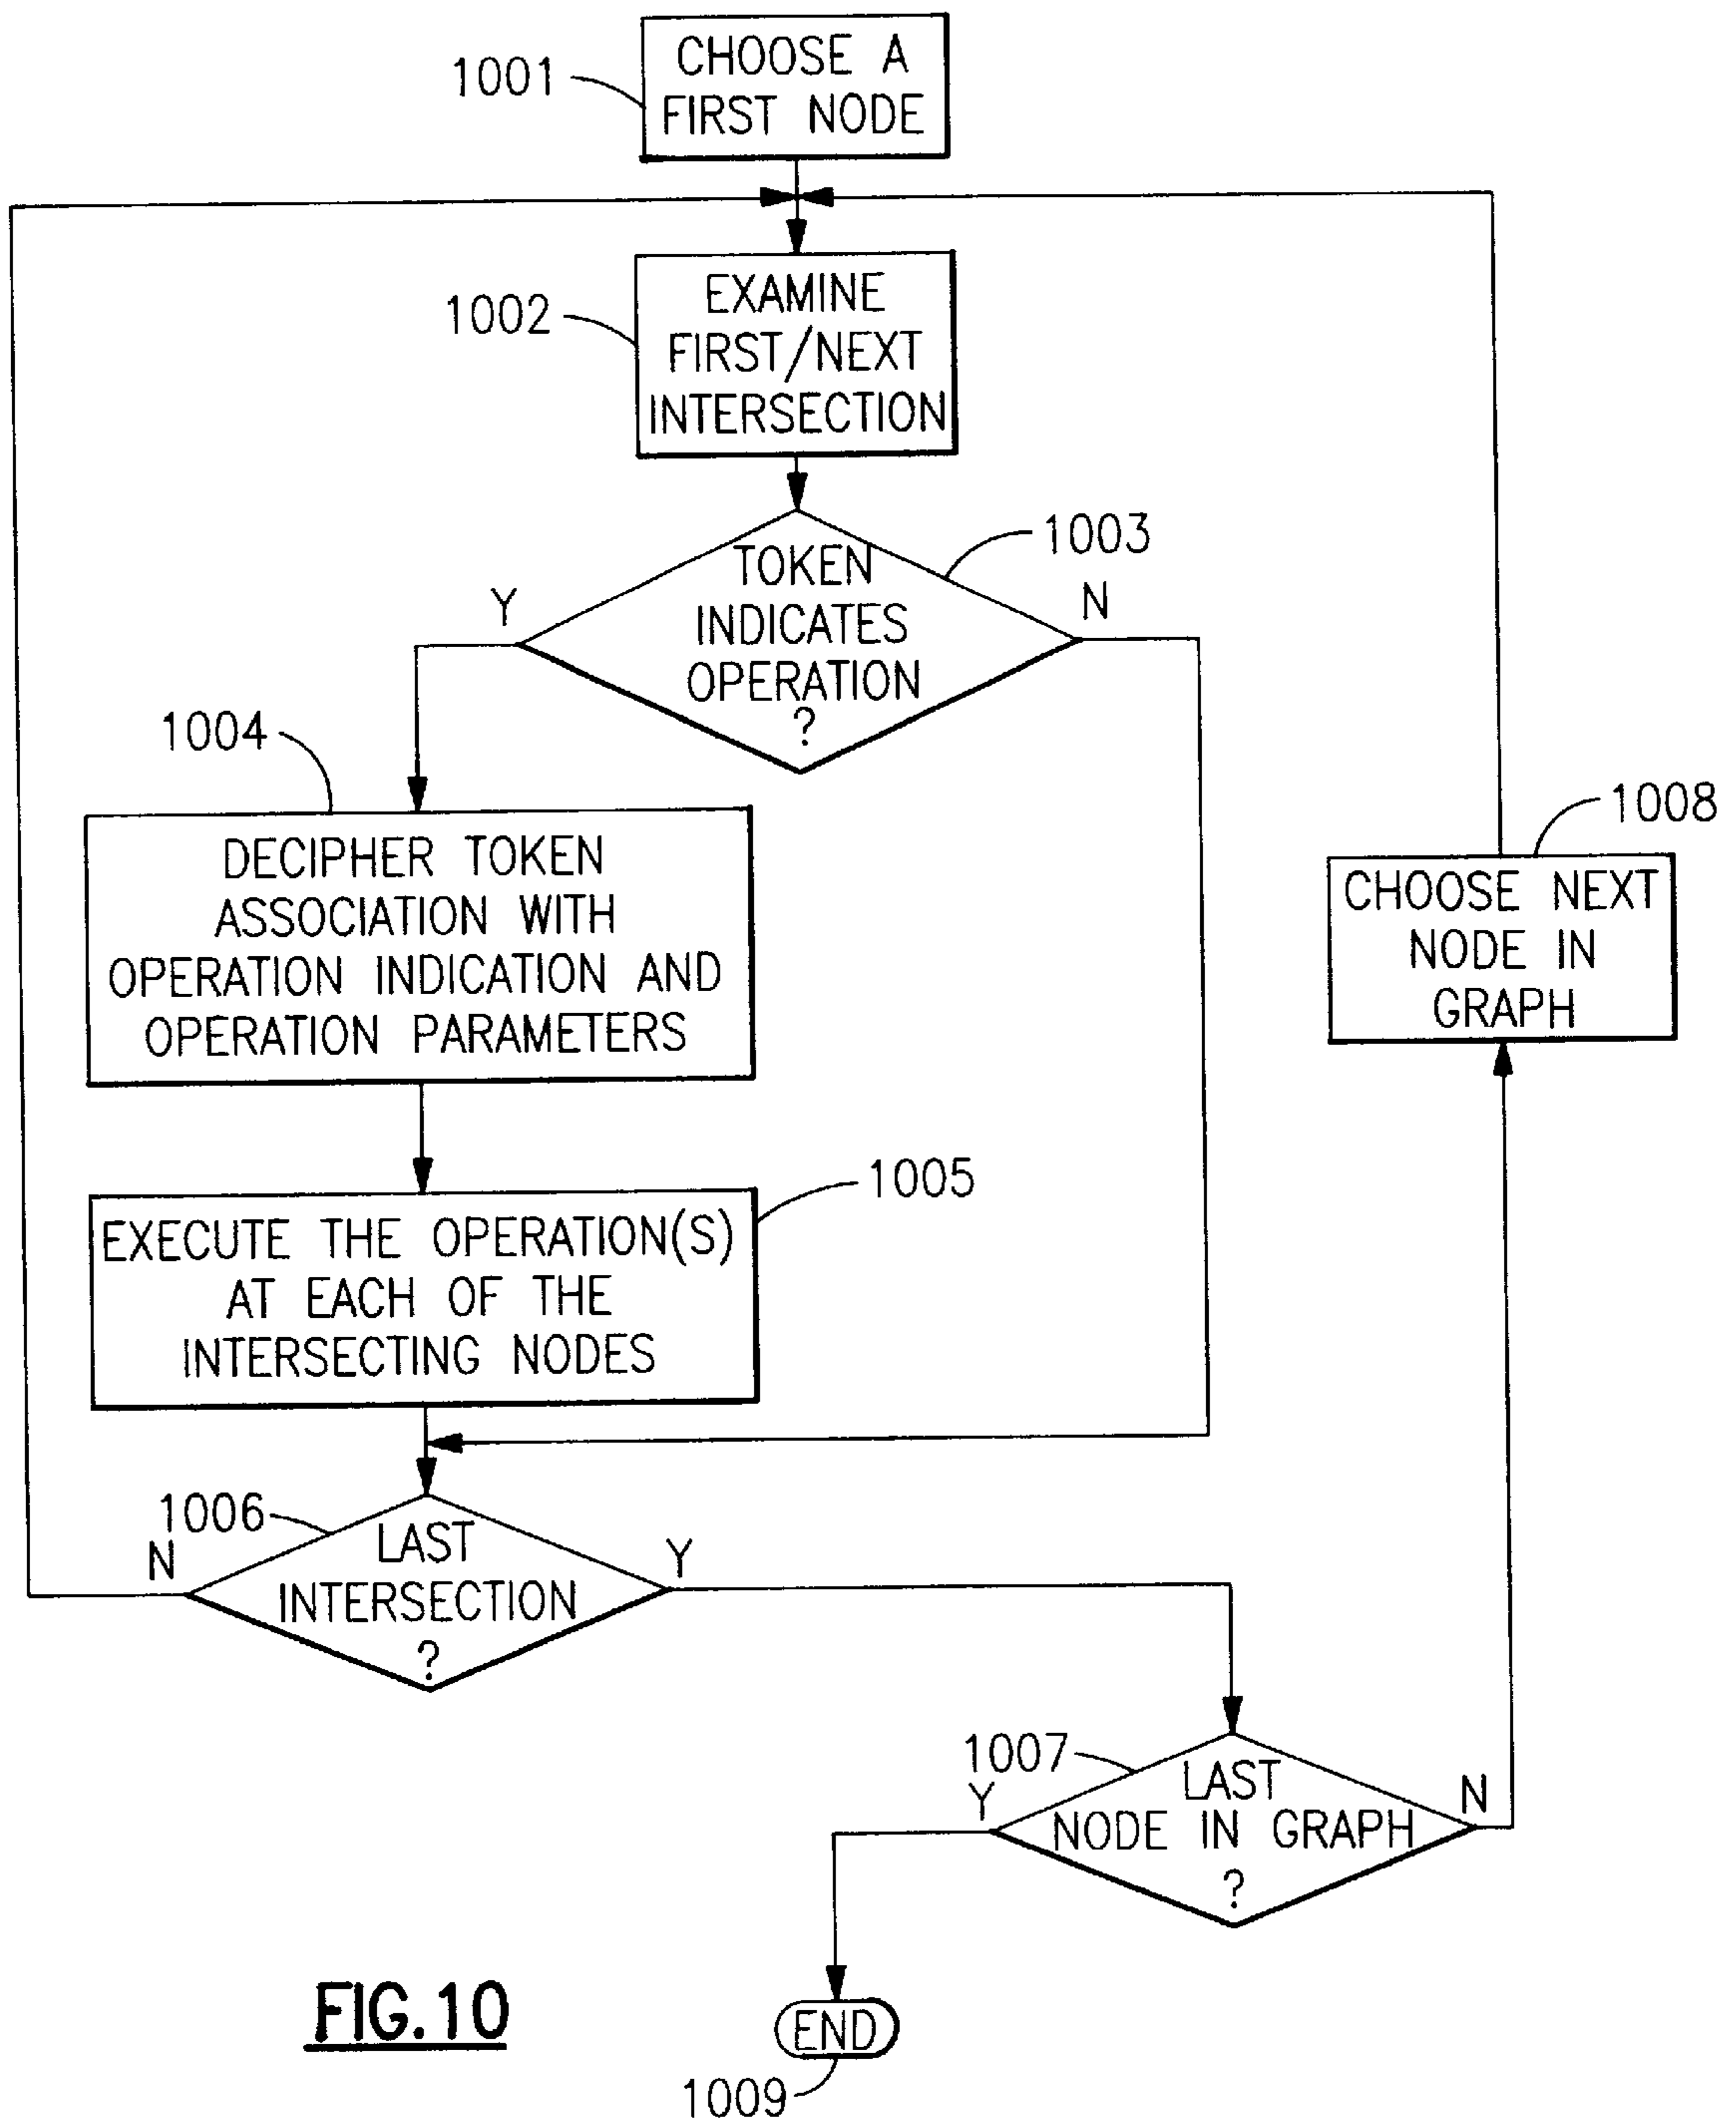 1001
CHOOSE A
FIRST NODE
1002
EXAMINE
FIRST/NEXT
INTERSECTION
1003
TOKEN
INDICATES
OPERATION
?
Y
N
1004
DECIPHER TOKEN
ASSOCIATION WITH
OPERATION INDICATION AND
OPERATION PARAMETERS
1008
CHOOSE NEXT
NODE IN
GRAPH
1005
EXECUTE THE OPERATION(S)
AT EACH OF THE
INTERSECTING NODES
1006
LAST
INTERSECTION
?
N
Y
1007
LAST
NODE IN GRAPH
?
Y
N
END
1009
FIG.10